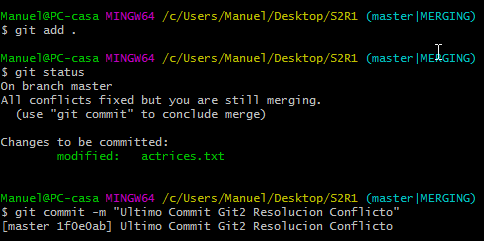 Manuel@PC-casa MINGW64 /c/Users/Manuel/Desktop/S2R1 (master|MERGING)
$ git add .
Manuel@PC-casa MINGW64 /c/Users/Manuel/Desktop/S2R1 (master|MERGING)
$ git status
On branch master
All conflicts fixed but you are still merging.
  (use "git commit" to conclude merge)
Changes to be committed:
        modified:   actrices.txt
Manuel@PC-casa MINGW64 /c/Users/Manuel/Desktop/S2R1 (master|MERGING)
$ git commit -m "Ultimo Commit Git2 Resolucion Conflicto"
[master 1f0e0ab] Ultimo Commit Git2 Resolucion Conflicto